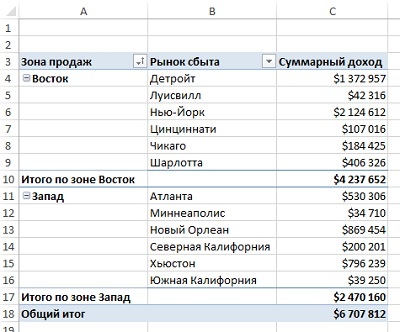 A B C
1
2
3 Зона продаж Рынок сбыта Суммарный доход
4 Восток Детройт $1 372 957
5 Луисвилл $42 316
6 Нью-Йорк $2 124 612
7 Цинциннати $107 016
8 Чикаго $184 425
9 Шарлотта $406 326
10 Итого по зоне Восток $4 237 652
11 Запад Атланта $530 306
12 Миннеаполис $34 710
13 Новый Орлеан $869 454
14 Северная Калифорния $200 201
15 Хьюстон $796 239
16 Южная Калифорния $39 250
17 Итого по зоне Запад $2 470 160
18 Общий итог $6 707 812